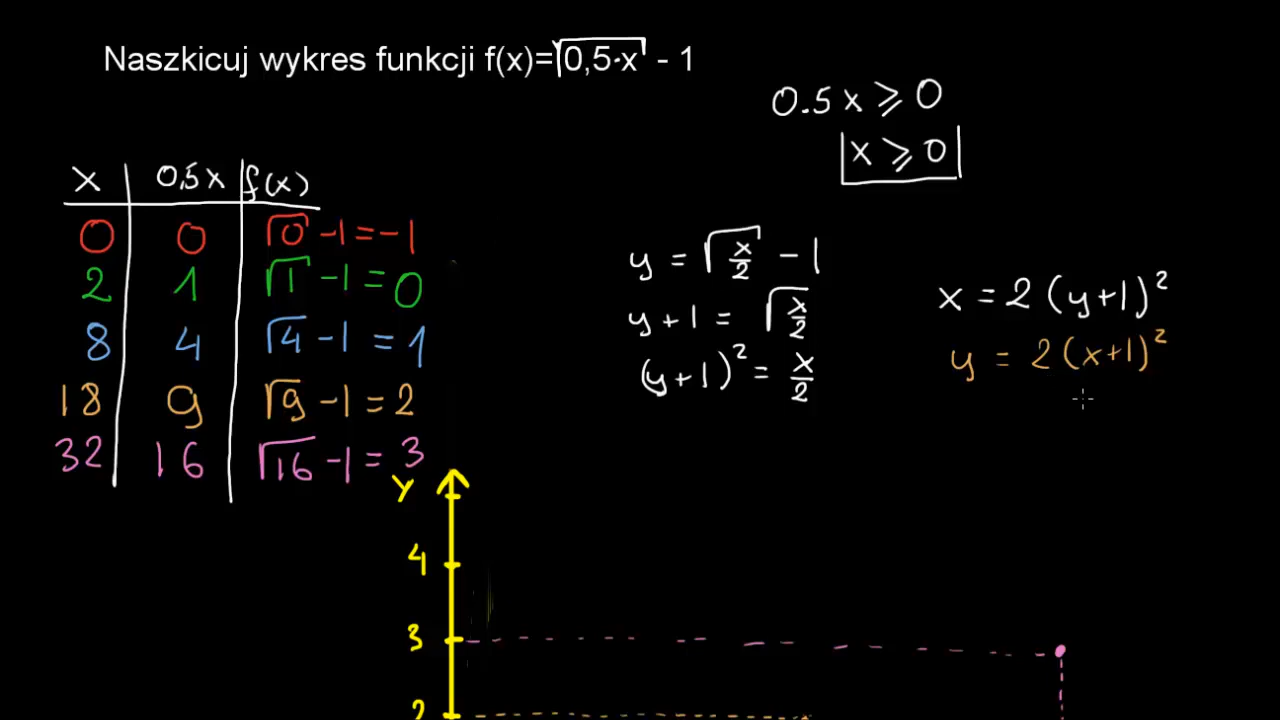 Naszkicuj wykres funkcji f(x)=√0,5·x - 1
0.5x ⩾ 0
x ⩾ 0
x 0,5x f(x)
0 0 √0 -1 = -1
2 1 √1 -1 = 0
8 4 √4 -1 = 1
18 9 √9 -1 = 2
32 16 √16 -1 = 3
y = √x/2 - 1
y+1 = √x/2
(y+1)² = x/2
x = 2(y+1)²
y = 2(x+1)²
Y
4
3
2